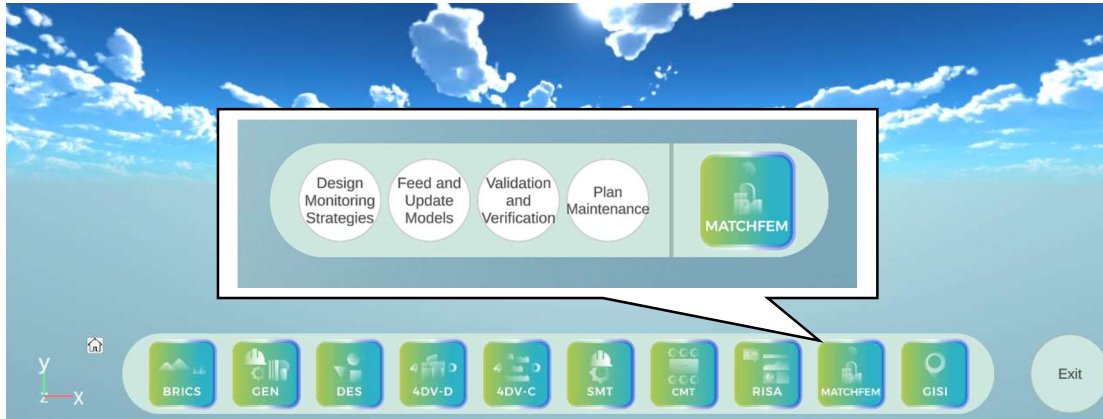 Design
Monitoring
Strategies
Feed and
Update
Models
Validation
and
Verification
Plan
Maintenance
MATCHFEM
y
z
X
BRICS
GEN
DES
4DV-D
4DV-C
SMT
CMT
RISA
MATCHFEM
GISI
Exit